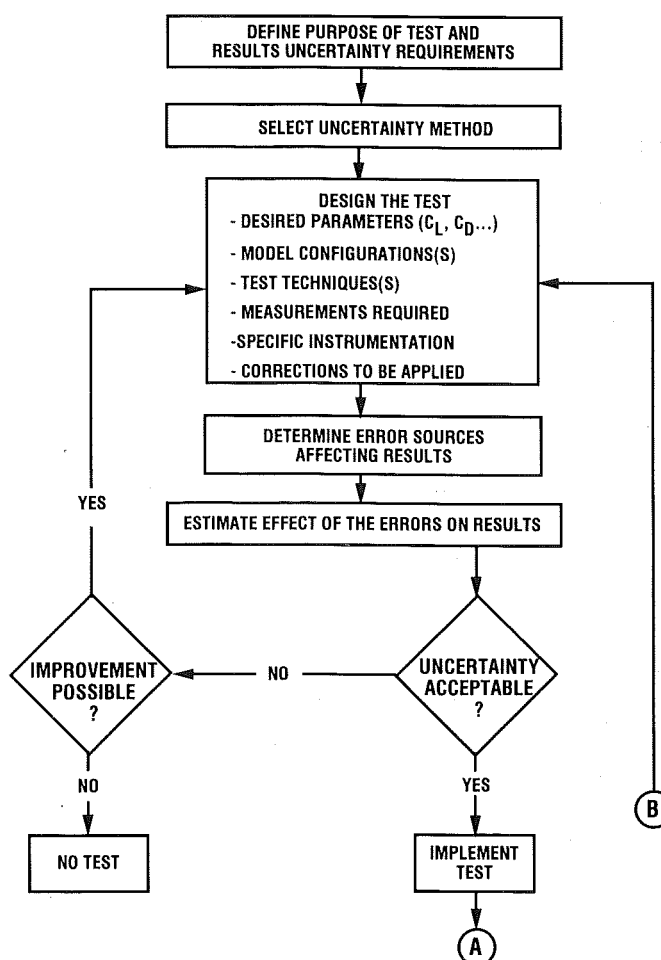 DEFINE PURPOSE OF TEST AND
RESULTS UNCERTAINTY REQUIREMENTS
SELECT UNCERTAINTY METHOD
DESIGN THE TEST
- DESIRED PARAMETERS (CL, CD...)
- MODEL CONFIGURATIONS(S)
- TEST TECHNIQUES(S)
- MEASUREMENTS REQUIRED
-SPECIFIC INSTRUMENTATION
- CORRECTIONS TO BE APPLIED
DETERMINE ERROR SOURCES
AFFECTING RESULTS
YES
ESTIMATE EFFECT OF THE ERRORS ON RESULTS
IMPROVEMENT
POSSIBLE
?
NO
UNCERTAINTY
ACCEPTABLE
?
NO
YES
B
NO TEST
IMPLEMENT
TEST
A